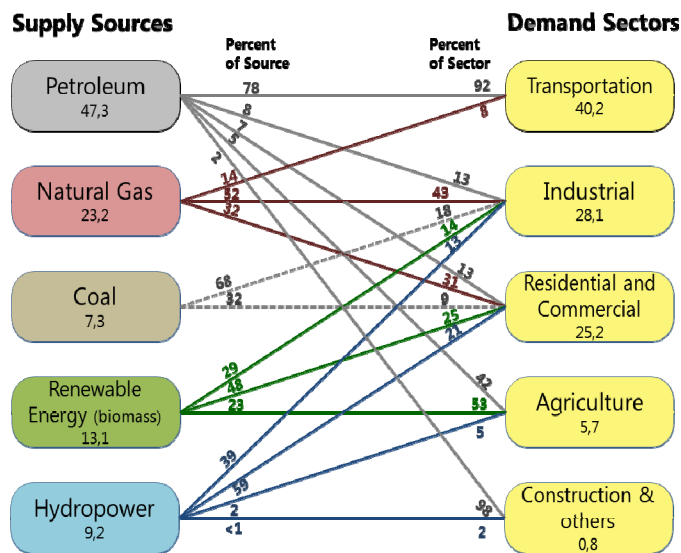 Supply Sources
Demand Sectors
Percent
of Source
Percent
of Sector
Petroleum
47,3
78
8
7
5
2
92
8
Transportation
40,2
Natural Gas
23,2
14
52
32
13
43
18
14
13
Industrial
28,1
Coal
7,3
68
32
13
31
9
25
21
Residential and
Commercial
25,2
Renewable
Energy (biomass)
13,1
29
48
23
42
53
5
Agriculture
5,7
Hydropower
9,2
39
59
2
<1
98
2
Construction &
others
0,8